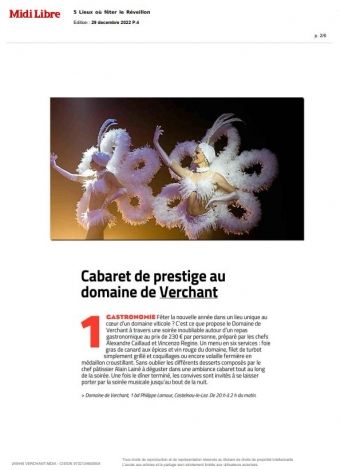 Midi Libre
5 Lieux où fêter le Réveillon
Edition : 29 decembre 2022 P.4
p. 2/6
Cabaret de prestige au
domaine de Verchant
1
GASTRONOMIE Fêter la nouvelle année dans un lieu unique au
cœur d'un domaine viticole ? C'est ce que propose le Domaine de
Verchant à travers une soirée inoubliable autour d'un repas
gastronomique au prix de 230 € par personne, préparé par les chefs
Alexandre Caillaud et Vincenzo Regine. Un menu en six services : foie
gras de canard aux épices et vin rouge du domaine, filet de turbot
simplement grillé et coquillages ou encore volaille fermière en
médaillon croustillant. Sans oublier les différents desserts composés par le
chef pâtissier Alain Lainé à déguster dans une ambiance cabaret tout au long
de la soirée. Une fois le dîner terminé, les convives sont invités à se laisser
porter par la soirée musicale jusqu'au bout de la nuit.
> Domaine de Verchant, 1 bd Philippe Lamour, Castelnau-le-Lez. De 20 h à 3 h du matin.
Tous droits de reproduction et de représentation réservés au titulaire de droits de propriété intellectuelle
L'accès aux articles et le partage sont strictement limités aux utilisateurs autorisés.